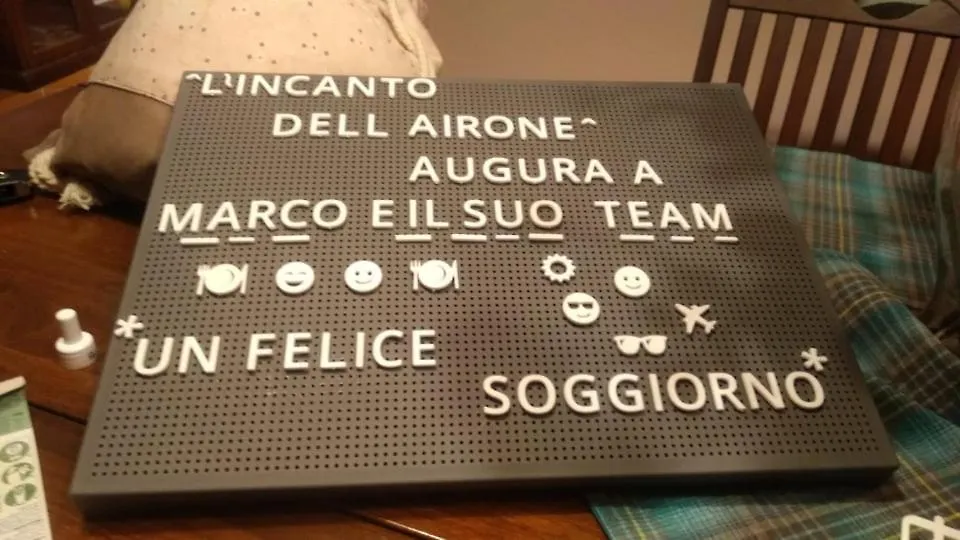 ^L'INCANTO
DELL AIRONE^
AUGURA A
MARCO E IL SUO TEAM
*UN FELICE
SOGGIORNO*